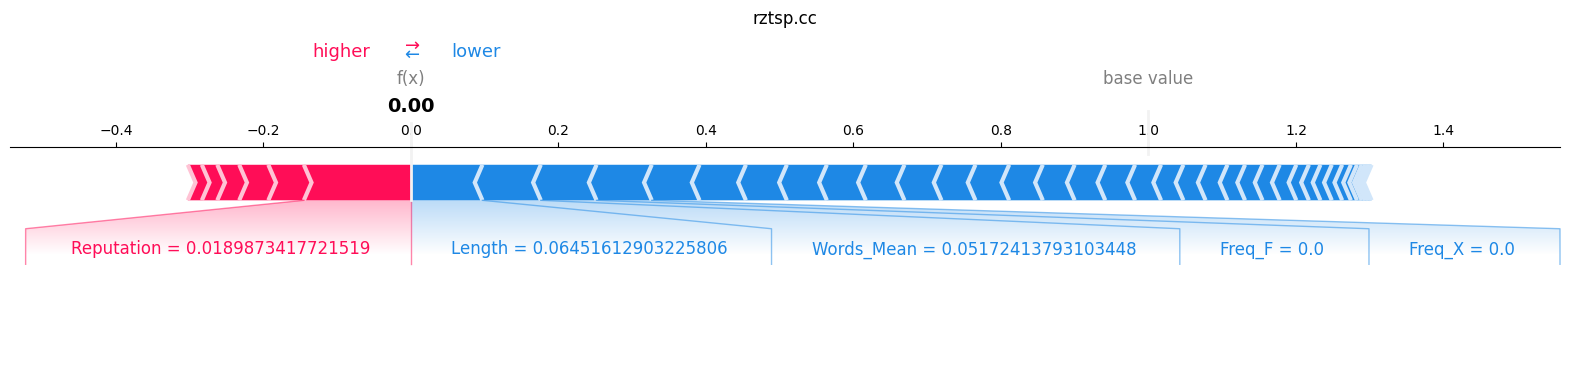 rztsp.cc
higher → ← lower
f(x) base value
0.00
−0.4 −0.2 0.0 0.2 0.4 0.6 0.8 1.0 1.2 1.4
Reputation = 0.0189873417721519 Length = 0.06451612903225806 Words_Mean = 0.05172413793103448 Freq_F = 0.0 Freq_X = 0.0